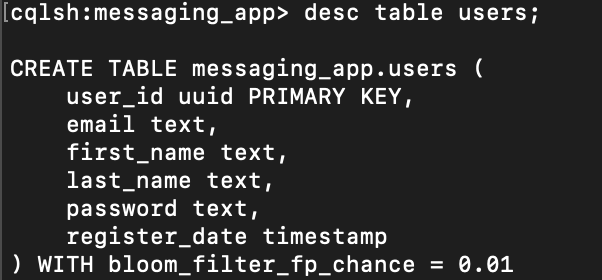 [cqlsh:messaging_app> desc table users;
CREATE TABLE messaging_app.users (
    user_id uuid PRIMARY KEY,
    email text,
    first_name text,
    last_name text,
    password text,
    register_date timestamp
) WITH bloom_filter_fp_chance = 0.01